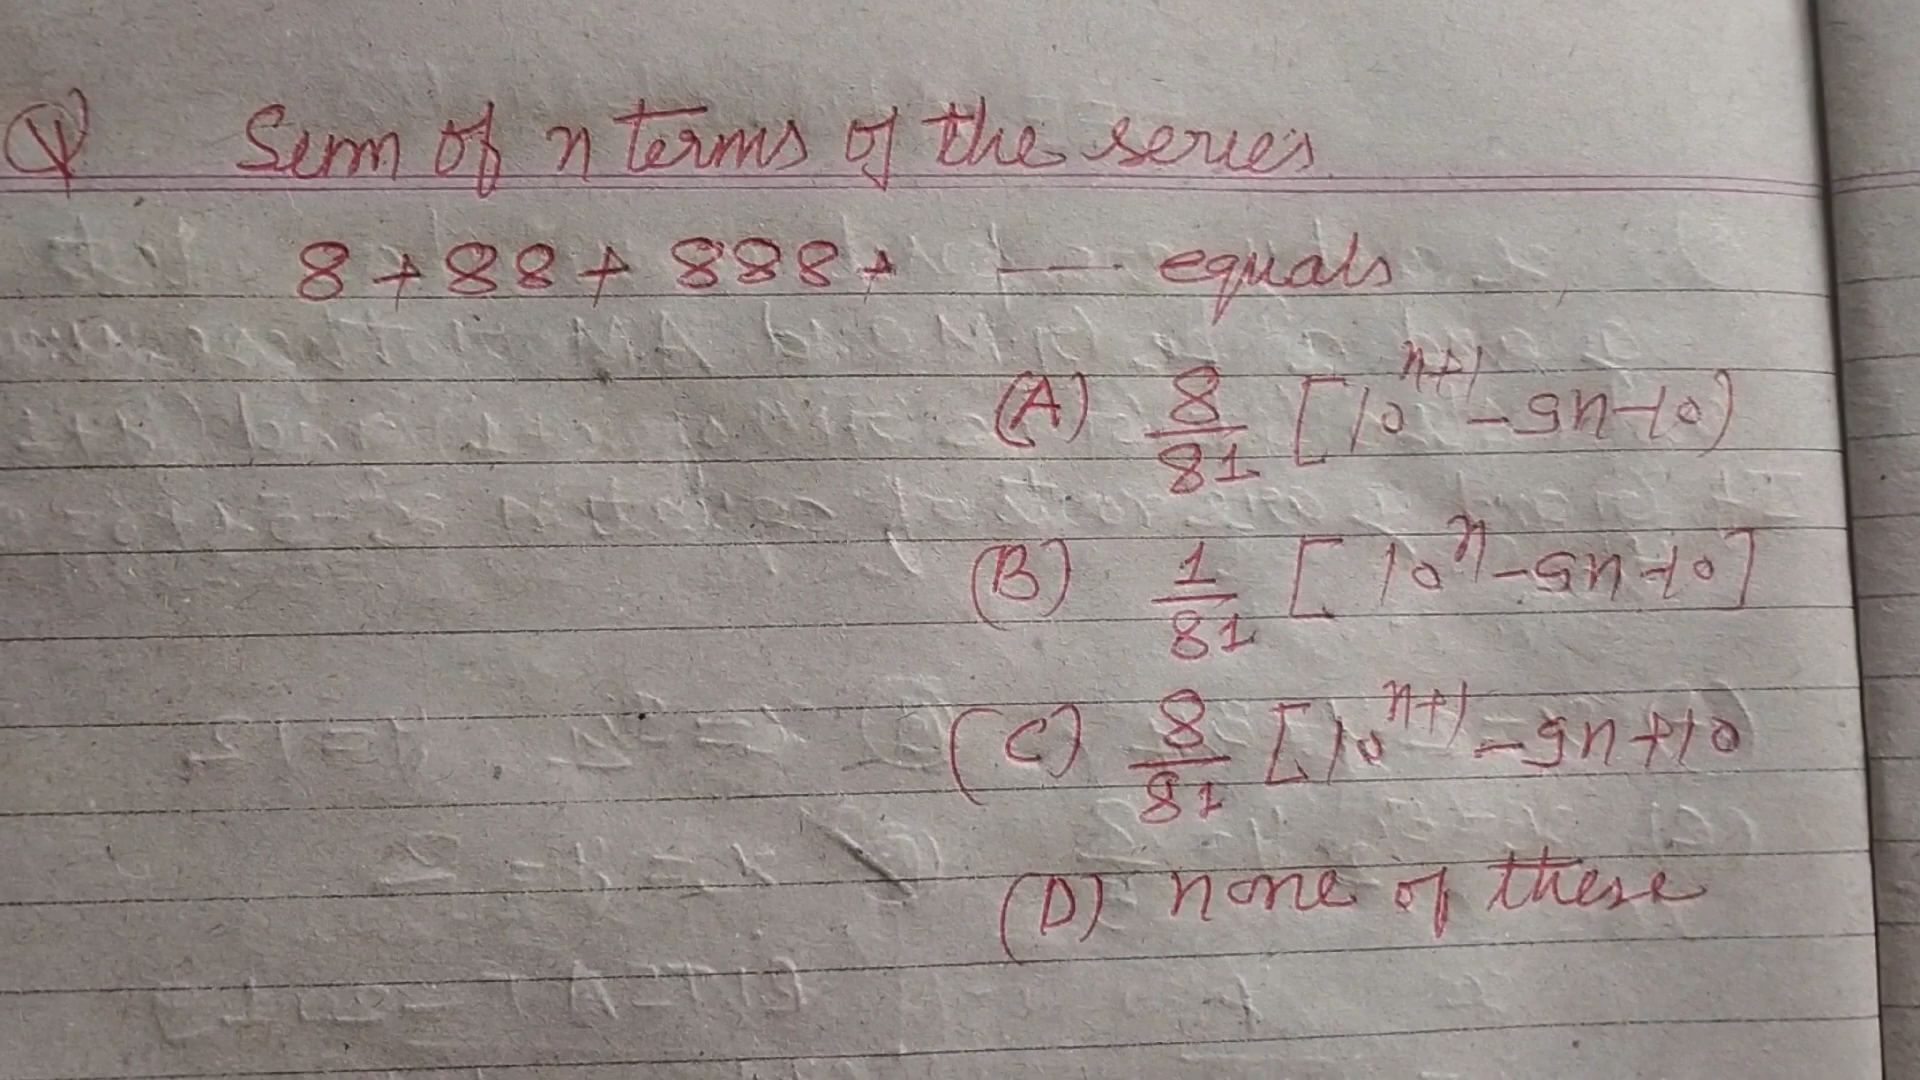 Q Sum of n terms of the series
8+88+888+ --- equals
(A) 8/81 [10^{n+1}-9n-10)
(B) 1/81 [10^n-9n-10]
(C) 8/81 [10^{n+1}-9n+10
(D) none of these